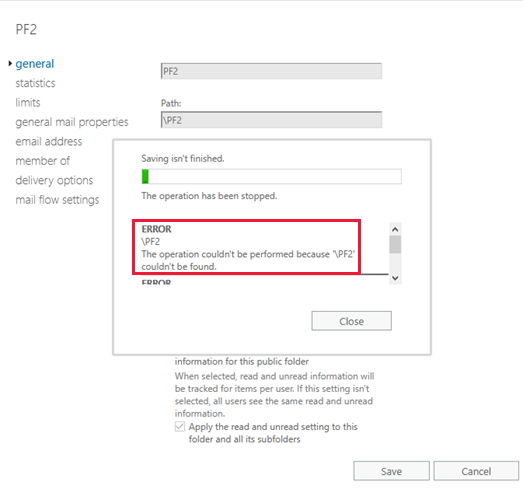 PF2
general
statistics
limits
general mail properties
email address
member of
delivery options
mail flow settings
PF2
Path:
\PF2
Saving isn't finished.
The operation has been stopped.
ERROR
\PF2
The operation couldn't be performed because '\PF2'
couldn't be found.
ERROR
Close
information for this public folder
When selected, read and unread information will
be tracked for items per user. If this setting isn't
selected, all users see the same read and unread
information.
Apply the read and unread setting to this
folder and all its subfolders
Save
Cancel